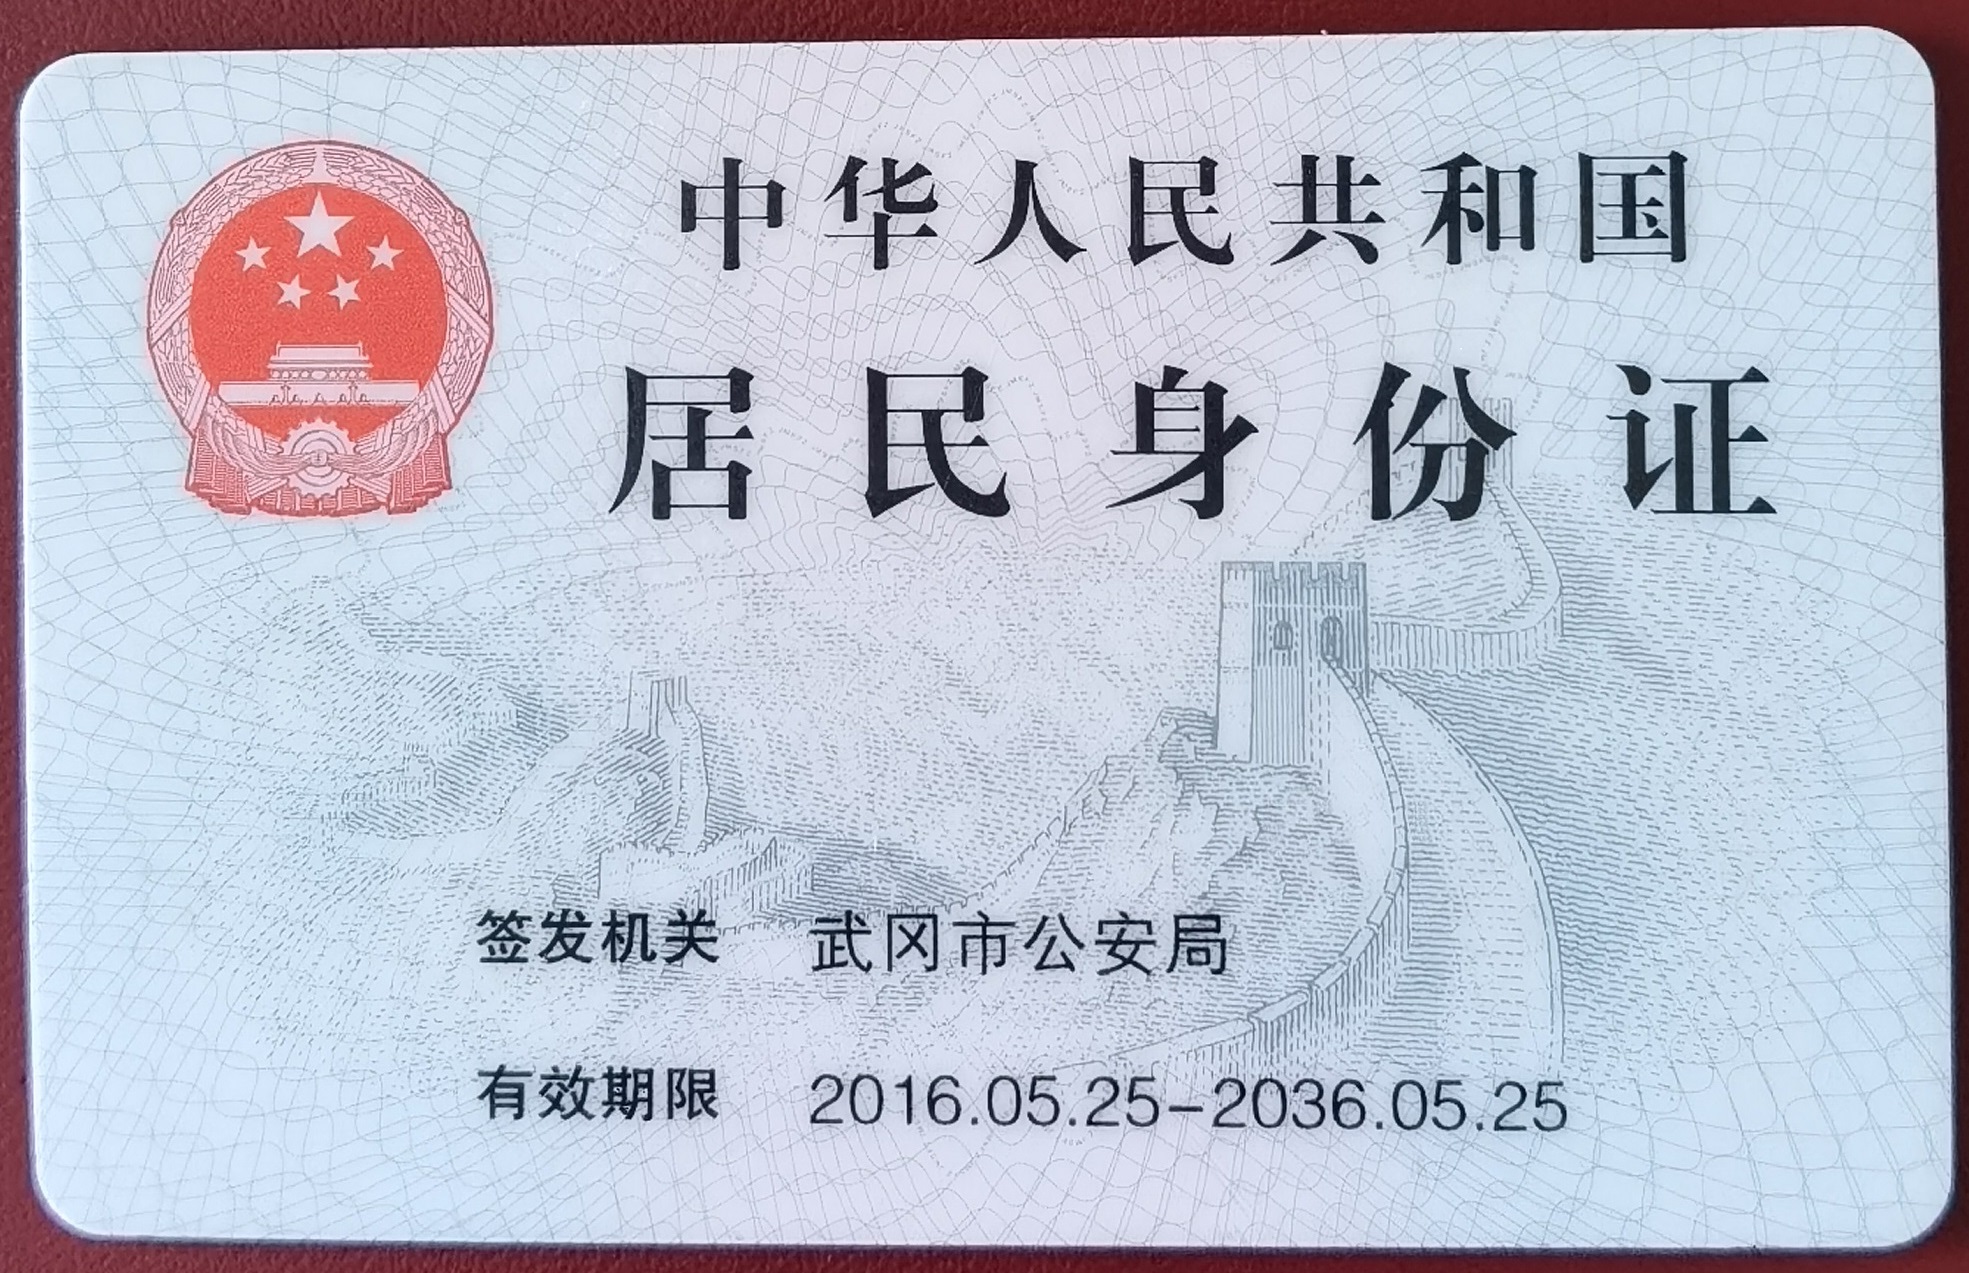 中华人民共和国
居民身份证
签发机关 武冈市公安局
有效期限 2016.05.25-2036.05.25